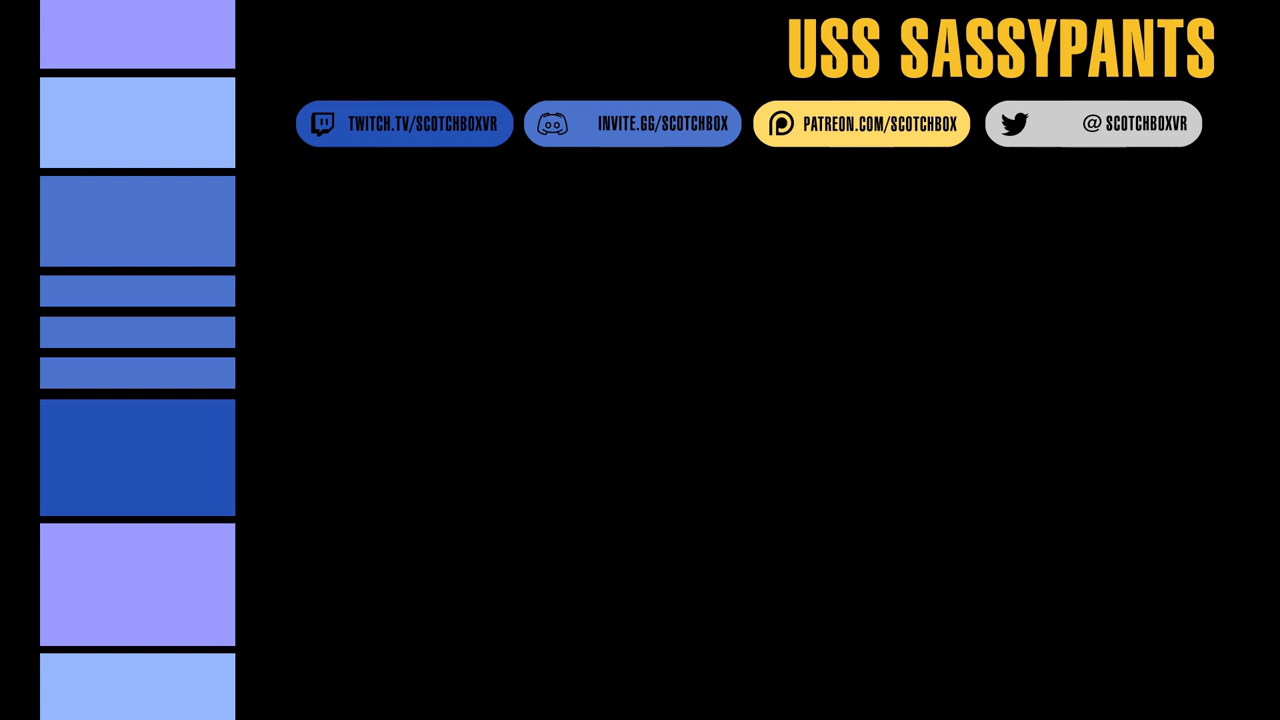 USS SASSYPANTS
TWITCH.TV/SCOTCHBOXVR
INVITE.GG/SCOTCHBOX
PATREON.COM/SCOTCHBOX
@ SCOTCHBOXVR